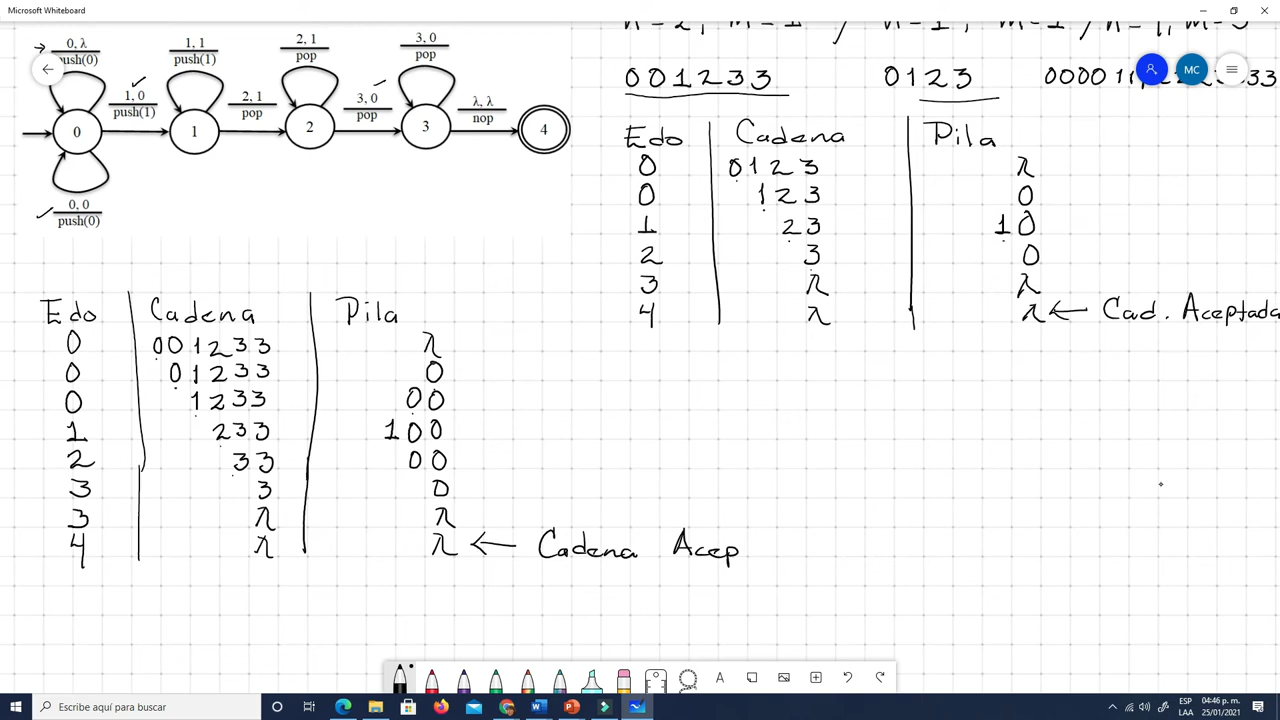 Microsoft Whiteboard
0, λ
push(0)
1, 1
push(1)
2, 1
pop
3, 0
pop
1, 0
push(1)
2, 1
pop
3, 0
pop
λ, λ
nop
0
1
2
3
4
0, 0
push(0)
001233
0123
MC
Edo Cadena Pila
0 0123 λ
0 123 0
1 23 10
2 3 0
3 λ λ
4 λ λ ← Cad. Aceptada
Edo Cadena Pila
0 001233 λ
0 01233 0
0 1233 00
1 233 100
2 33 00
3 3 0
3 λ λ
4 λ λ ← Cadena Acep
Escribe aquí para buscar
ESP 04:46 p. m.
LAA 25/01/2021